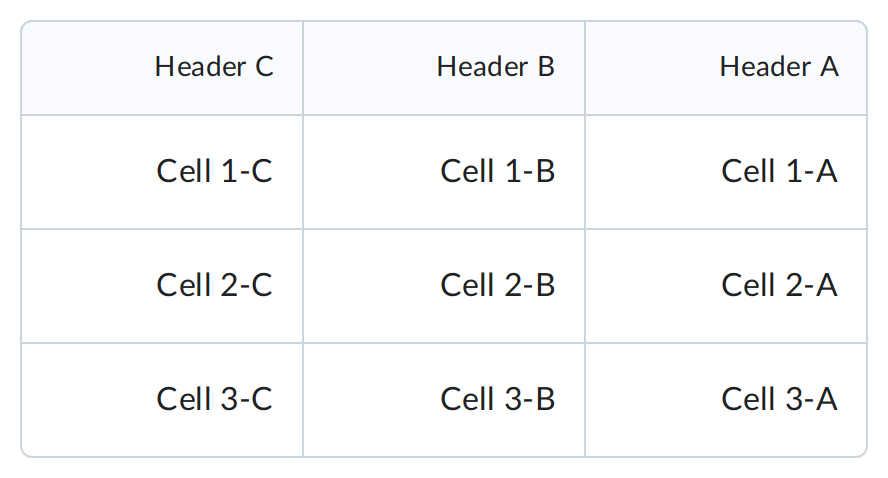 Header C Header B Header A
Cell 1-C Cell 1-B Cell 1-A
Cell 2-C Cell 2-B Cell 2-A
Cell 3-C Cell 3-B Cell 3-A